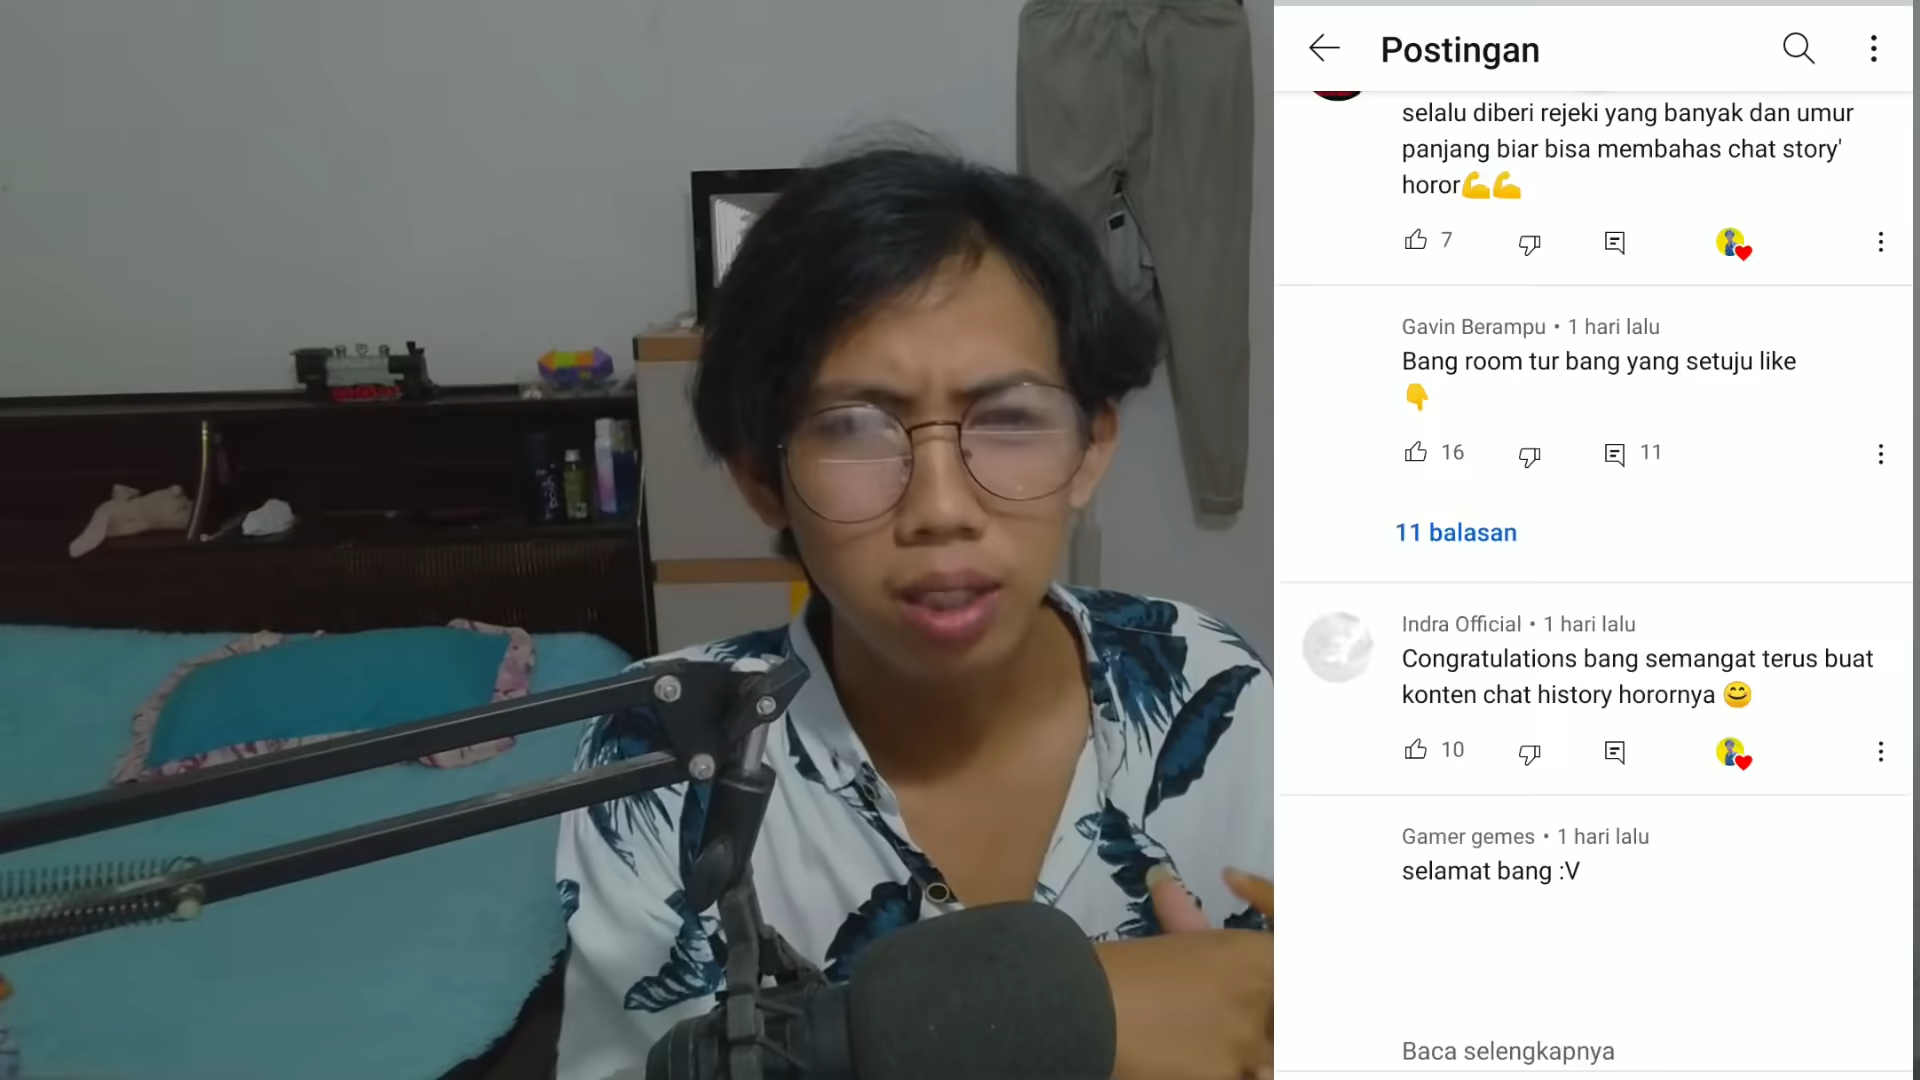 Postingan
selalu diberi rejeki yang banyak dan umur
panjang biar bisa membahas chat story'
horor💪💪
7
Gavin Berampu • 1 hari lalu
Bang room tur bang yang setuju like
👇
16
11
11 balasan
Indra Official • 1 hari lalu
Congratulations bang semangat terus buat
konten chat history horornya 😊
10
Gamer gemes • 1 hari lalu
selamat bang :V
Baca selengkapnya